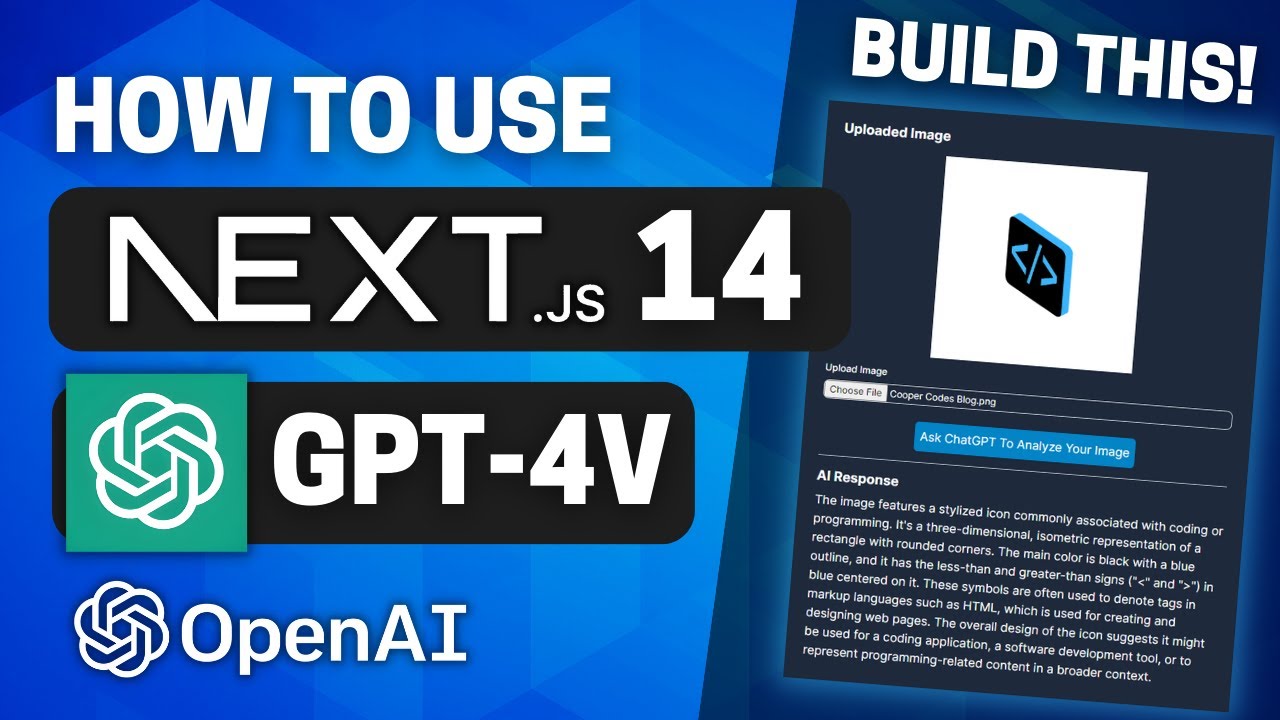 HOW TO USE
NEXT.JS 14
GPT-4V
OpenAI
BUILD THIS!
Uploaded Image
</>
Upload Image
Choose File Cooper Codes Blog.png
Ask ChatGPT To Analyze Your Image
AI Response
The image features a stylized icon commonly associated with coding or
programming. It's a three-dimensional, isometric representation of a
rectangle with rounded corners. The main color is black with a blue
outline, and it has the less-than and greater-than signs ("<" and ">") in
blue centered on it. These symbols are often used to denote tags in
markup languages such as HTML, which is used for creating and
designing web pages. The overall design of the icon suggests it might
be used for a coding application, a software development tool, or to
represent programming-related content in a broader context.